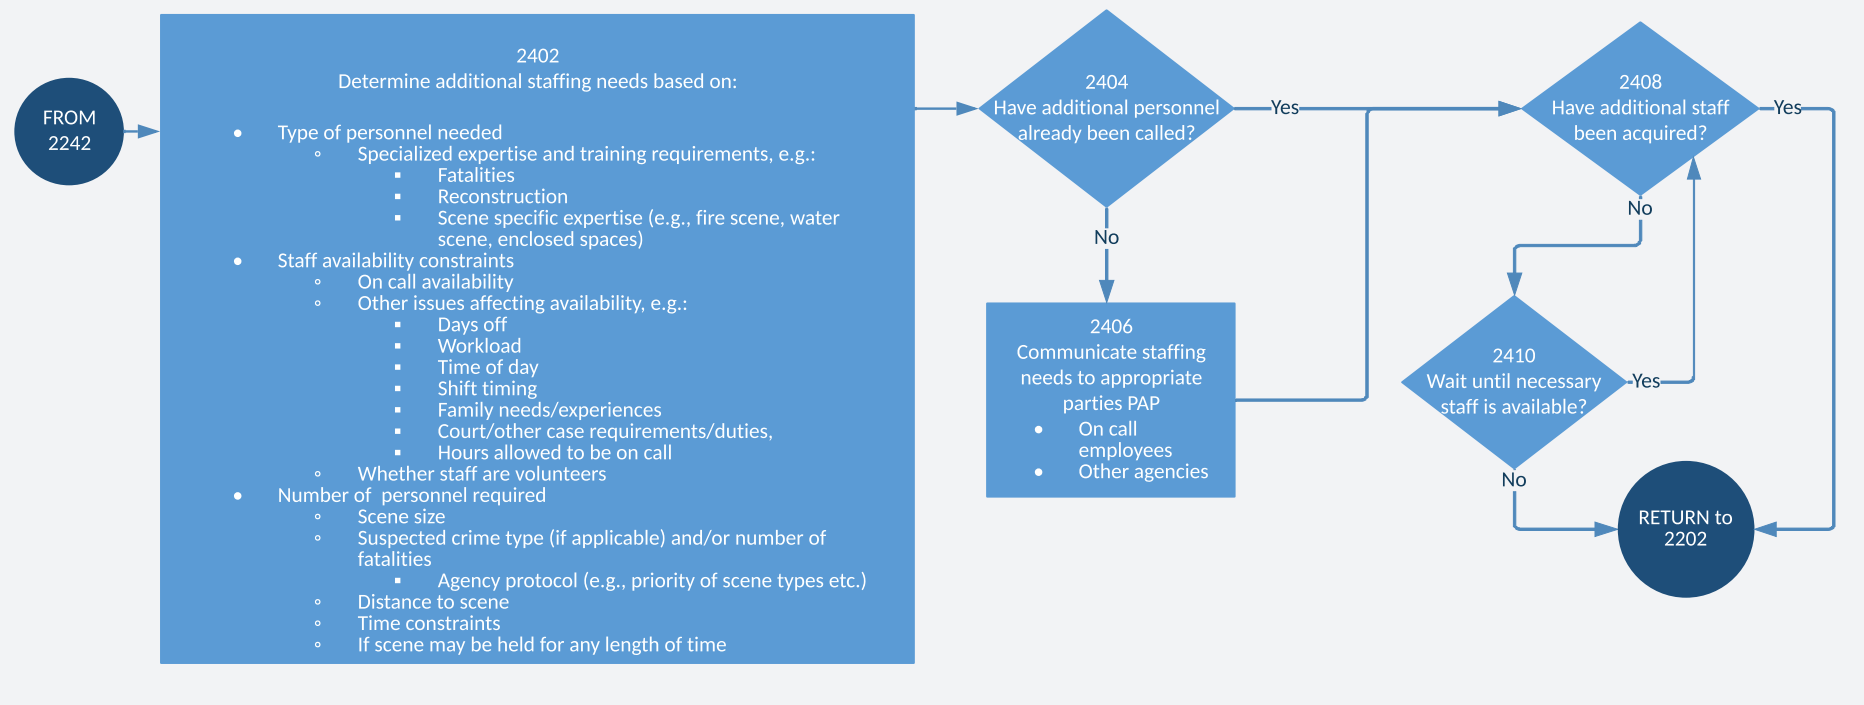 FROM
2242
2402
Determine additional staffing needs based on:
● Type of personnel needed
○ Specialized expertise and training requirements, e.g.:
■ Fatalities
■ Reconstruction
■ Scene specific expertise (e.g., fire scene, water
scene, enclosed spaces)
● Staff availability constraints
○ On call availability
○ Other issues affecting availability, e.g.:
■ Days off
■ Workload
■ Time of day
■ Shift timing
■ Family needs/experiences
■ Court/other case requirements/duties,
■ Hours allowed to be on call
○ Whether staff are volunteers
● Number of  personnel required
○ Scene size
○ Suspected crime type (if applicable) and/or number of
fatalities
■ Agency protocol (e.g., priority of scene types etc.)
○ Distance to scene
○ Time constraints
○ If scene may be held for any length of time
2404
Have additional personnel
already been called?
Yes
No
2406
Communicate staffing
needs to appropriate
parties PAP
● On call
employees
● Other agencies
2408
Have additional staff
been acquired?
Yes
No
2410
Wait until necessary
staff is available?
Yes
No
RETURN to
2202